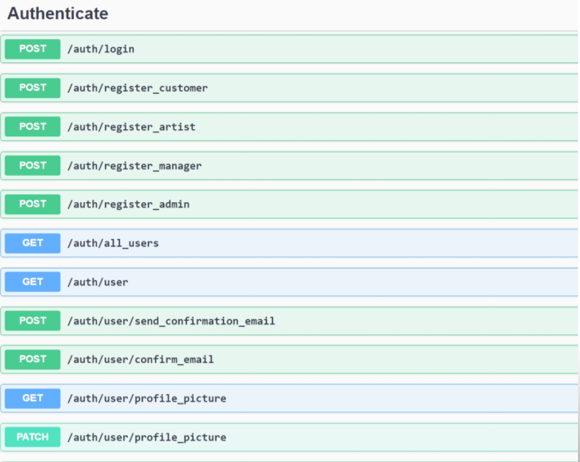 Authenticate
POST /auth/login
POST /auth/register_customer
POST /auth/register_artist
POST /auth/register_manager
POST /auth/register_admin
GET /auth/all_users
GET /auth/user
POST /auth/user/send_confirmation_email
POST /auth/user/confirm_email
GET /auth/user/profile_picture
PATCH /auth/user/profile_picture